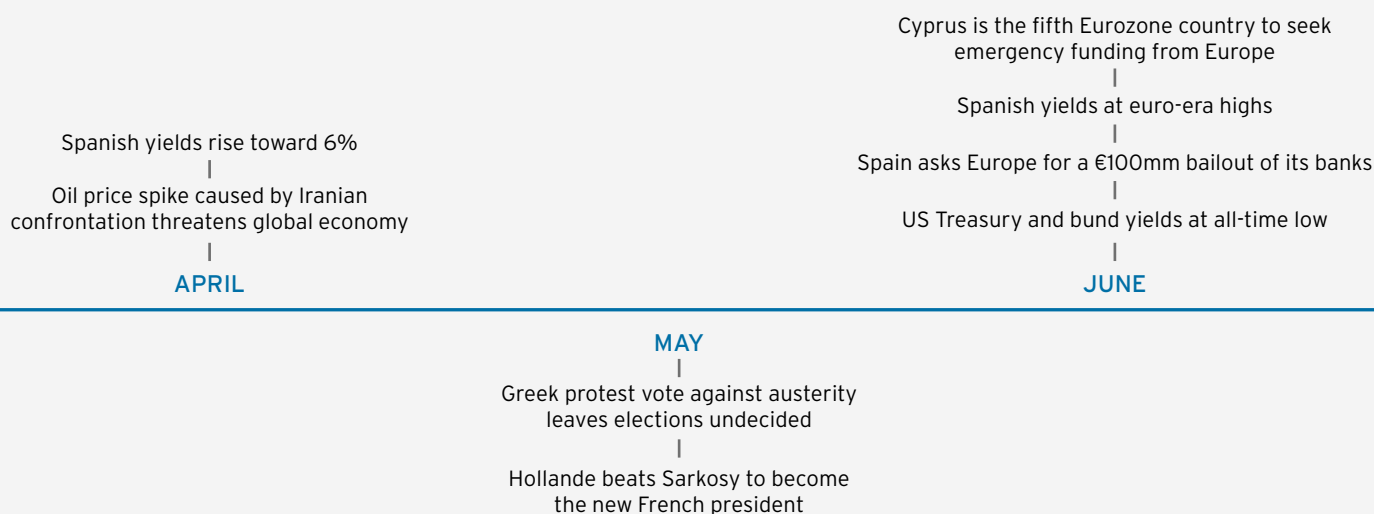 Spanish yields rise toward 6%
Oil price spike caused by Iranian
confrontation threatens global economy
APRIL
MAY
Greek protest vote against austerity
leaves elections undecided
Hollande beats Sarkosy to become
the new French president
Cyprus is the fifth Eurozone country to seek
emergency funding from Europe
Spanish yields at euro-era highs
Spain asks Europe for a €100mm bailout of its banks
US Treasury and bund yields at all-time low
JUNE